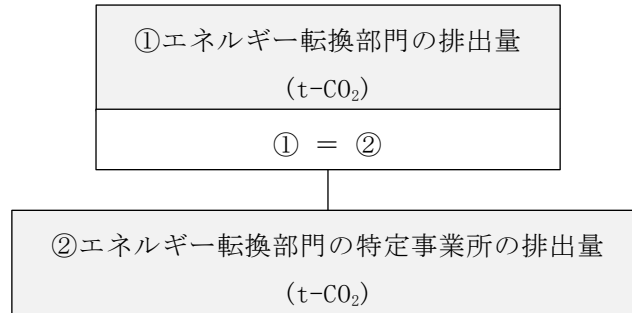 ①エネルギー転換部門の排出量
(t-CO₂)
① = ②
②エネルギー転換部門の特定事業所の排出量
(t-CO₂)